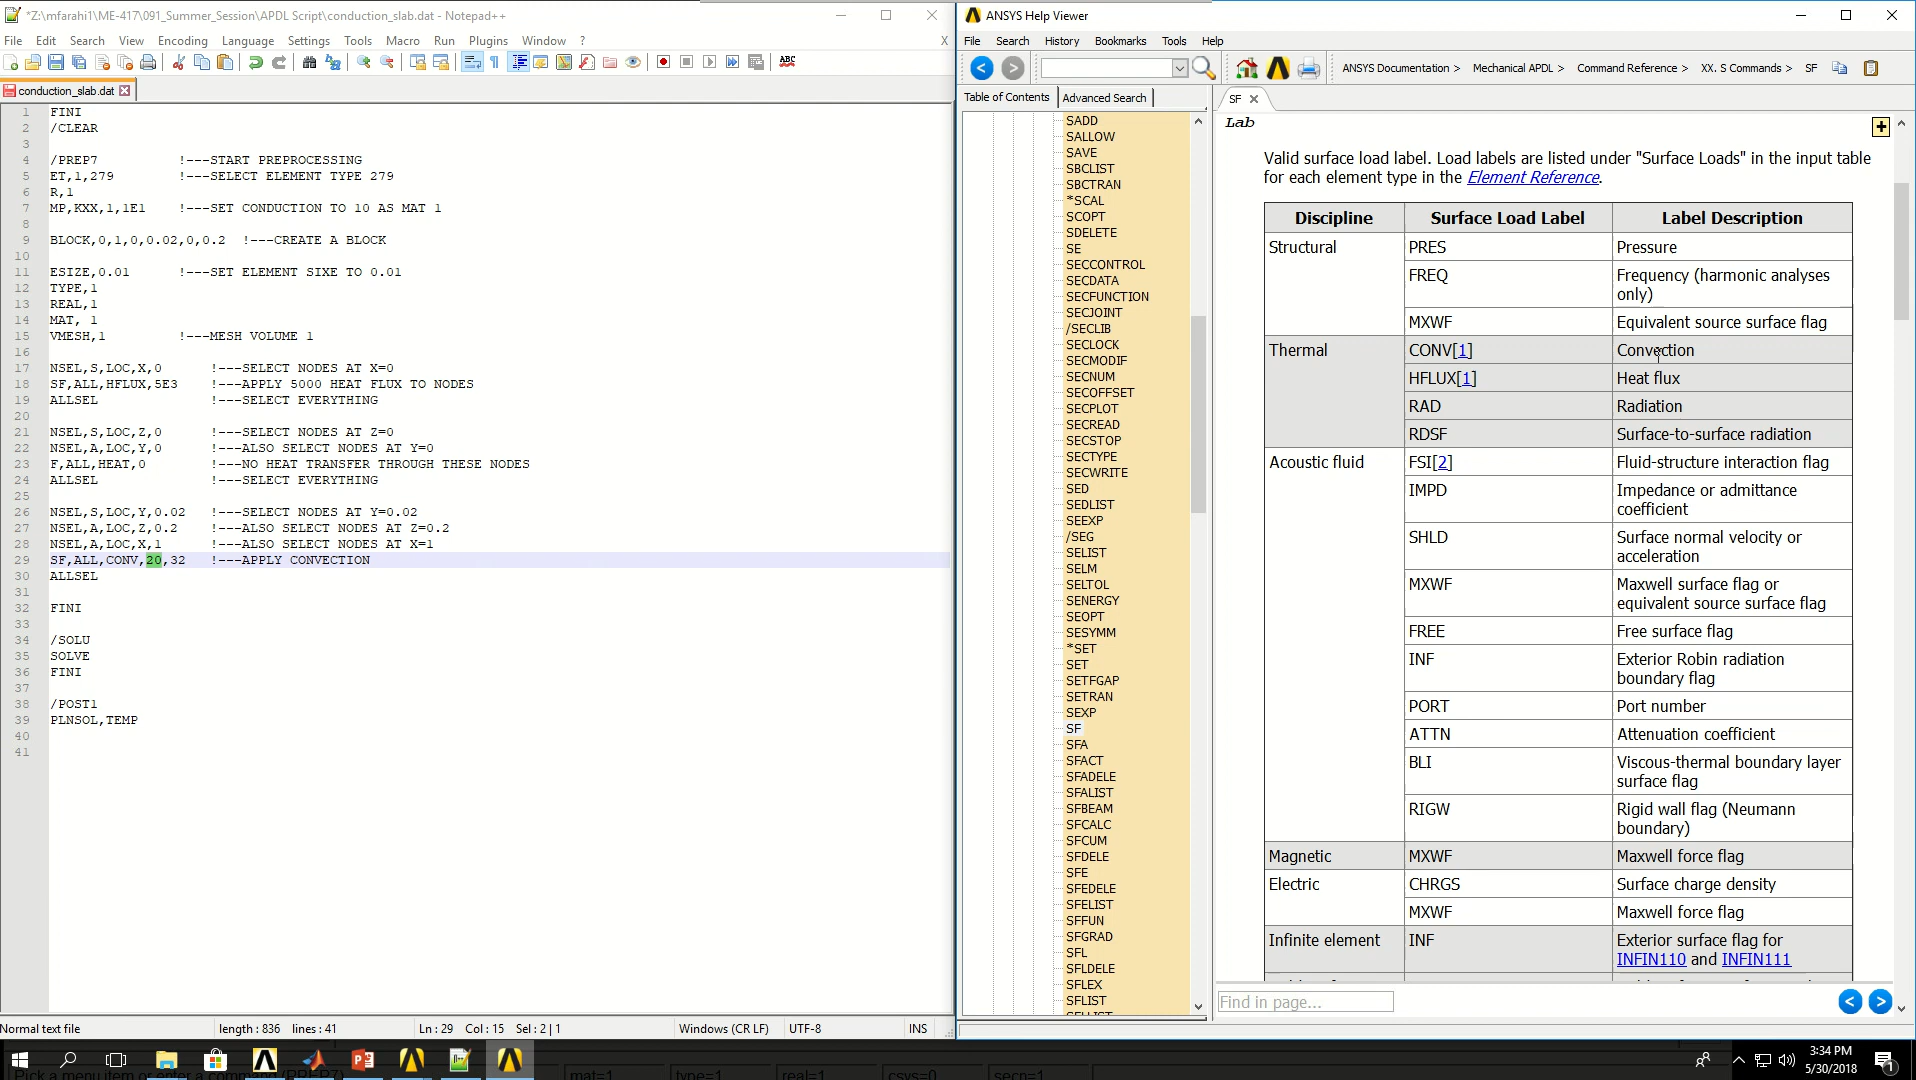 *Z:\mfarahi1\ME-417\091_Summer_Session\APDL Script\conduction_slab.dat - Notepad++
File Edit Search View Encoding Language Settings Tools Macro Run Plugins Window ? X
conduction_slab.dat
1 FINI
2 /CLEAR
3
4 /PREP7 !---START PREPROCESSING
5 ET,1,279 !---SELECT ELEMENT TYPE 279
6 R,1
7 MP,KXX,1,1E1 !---SET CONDUCTION TO 10 AS MAT 1
8
9 BLOCK,0,1,0,0.02,0,0.2 !---CREATE A BLOCK
10
11 ESIZE,0.01 !---SET ELEMENT SIXE TO 0.01
12 TYPE,1
13 REAL,1
14 MAT, 1
15 VMESH,1 !---MESH VOLUME 1
16
17 NSEL,S,LOC,X,0 !---SELECT NODES AT X=0
18 SF,ALL,HFLUX,5E3 !---APPLY 5000 HEAT FLUX TO NODES
19 ALLSEL !---SELECT EVERYTHING
20
21 NSEL,S,LOC,Z,0 !---SELECT NODES AT Z=0
22 NSEL,A,LOC,Y,0 !---ALSO SELECT NODES AT Y=0
23 F,ALL,HEAT,0 !---NO HEAT TRANSFER THROUGH THESE NODES
24 ALLSEL !---SELECT EVERYTHING
25
26 NSEL,S,LOC,Y,0.02 !---SELECT NODES AT Y=0.02
27 NSEL,A,LOC,Z,0.2 !---ALSO SELECT NODES AT Z=0.2
28 NSEL,A,LOC,X,1 !---ALSO SELECT NODES AT X=1
29 SF,ALL,CONV,20,32 !---APPLY CONVECTION
30 ALLSEL
31
32 FINI
33
34 /SOLU
35 SOLVE
36 FINI
37
38 /POST1
39 PLNSOL,TEMP
40
41
Normal text file length : 836 lines : 41 Ln : 29 Col : 15 Sel : 2 | 1 Windows (CR LF) UTF-8 INS
ANSYS Help Viewer
File Search History Bookmarks Tools Help
ANSYS Documentation > Mechanical APDL > Command Reference > XX. S Commands > SF
Table of Contents Advanced Search
SADD
SALLOW
SAVE
SBCLIST
SBCTRAN
*SCAL
SCOPT
SDELETE
SE
SECCONTROL
SECDATA
SECFUNCTION
SECJOINT
/SECLIB
SECLOCK
SECMODIF
SECNUM
SECOFFSET
SECPLOT
SECREAD
SECSTOP
SECTYPE
SECWRITE
SED
SEDLIST
SEEXP
/SEG
SELIST
SELM
SELTOL
SENERGY
SEOPT
SESYMM
*SET
SET
SETFGAP
SETRAN
SEXP
SF
SFA
SFACT
SFADELE
SFALIST
SFBEAM
SFCALC
SFCUM
SFDELE
SFE
SFEDELE
SFELIST
SFFUN
SFGRAD
SFL
SFLDELE
SFLEX
SFLIST
SF
Lab
Valid surface load label. Load labels are listed under "Surface Loads" in the input table
for each element type in the Element Reference.
Discipline Surface Load Label Label Description
Structural PRES Pressure
FREQ Frequency (harmonic analyses
only)
MXWF Equivalent source surface flag
Thermal CONV[1] Convection
HFLUX[1] Heat flux
RAD Radiation
RDSF Surface-to-surface radiation
Acoustic fluid FSI[2] Fluid-structure interaction flag
IMPD Impedance or admittance
coefficient
SHLD Surface normal velocity or
acceleration
MXWF Maxwell surface flag or
equivalent source surface flag
FREE Free surface flag
INF Exterior Robin radiation
boundary flag
PORT Port number
ATTN Attenuation coefficient
BLI Viscous-thermal boundary layer
surface flag
RIGW Rigid wall flag (Neumann
boundary)
Magnetic MXWF Maxwell force flag
Electric CHRGS Surface charge density
MXWF Maxwell force flag
Infinite element INF Exterior surface flag for
INFIN110 and INFIN111
Find in page...
Pick a menu item or enter a command (PREP7) mat=1 type=1 real=1 csys=0 secn=1
3:34 PM
5/30/2018
1